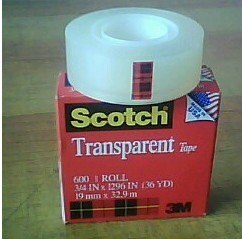 Scotch
Transparent Tape
600 1 ROLL
3/4 IN x 1296 IN (36 YD)
19 mm x 32.9 m
3M